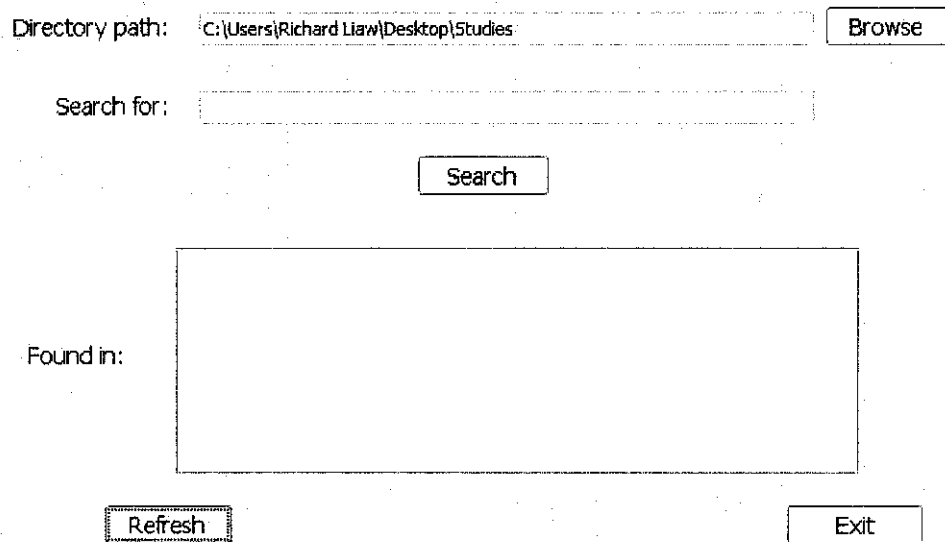 Directory path: C:\Users\Richard Liaw\Desktop\Studies Browse
Search for:
Search
Found in:
Refresh Exit